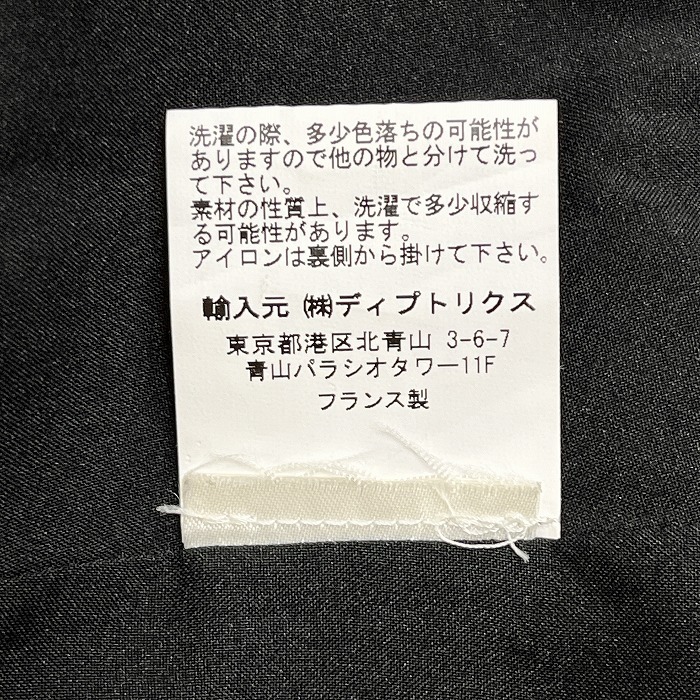 洗濯の際、多少色落ちの可能性が
ありますので他の物と分けて洗っ
て下さい。
素材の性質上、洗濯で多少収縮す
る可能性があります。
アイロンは裏側から掛けて下さい。
輸入元 ㈱ディプトリクス
東京都港区北青山 3-6-7
青山パラシオタワー11F
フランス製